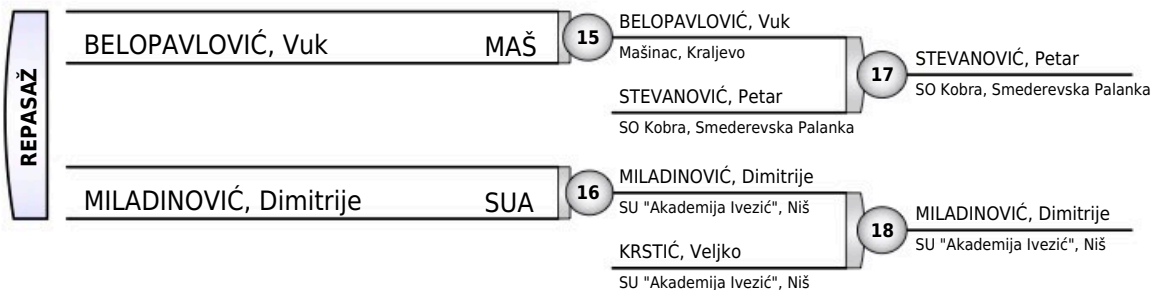 REPASAŽ
BELOPAVLOVIĆ, Vuk MAŠ
15
BELOPAVLOVIĆ, Vuk
Mašinac, Kraljevo
STEVANOVIĆ, Petar
SO Kobra, Smederevska Palanka
17
STEVANOVIĆ, Petar
SO Kobra, Smederevska Palanka
MILADINOVIĆ, Dimitrije SUA
16
MILADINOVIĆ, Dimitrije
SU "Akademija Ivezić", Niš
KRSTIĆ, Veljko
SU "Akademija Ivezić", Niš
18
MILADINOVIĆ, Dimitrije
SU "Akademija Ivezić", Niš